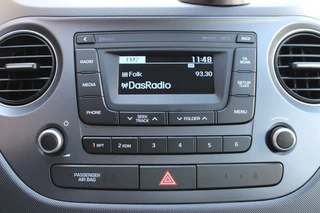 BACK
FM2 11:48
RADIO
Folk 93.30
TA
SCAN
MEDIA
DasRadio
SETUP
PHONE
SEEK
TRACK
FOLDER
MENU
1 RPT 2 RDM 3 4 5 6
PASSENGER
AIR BAG